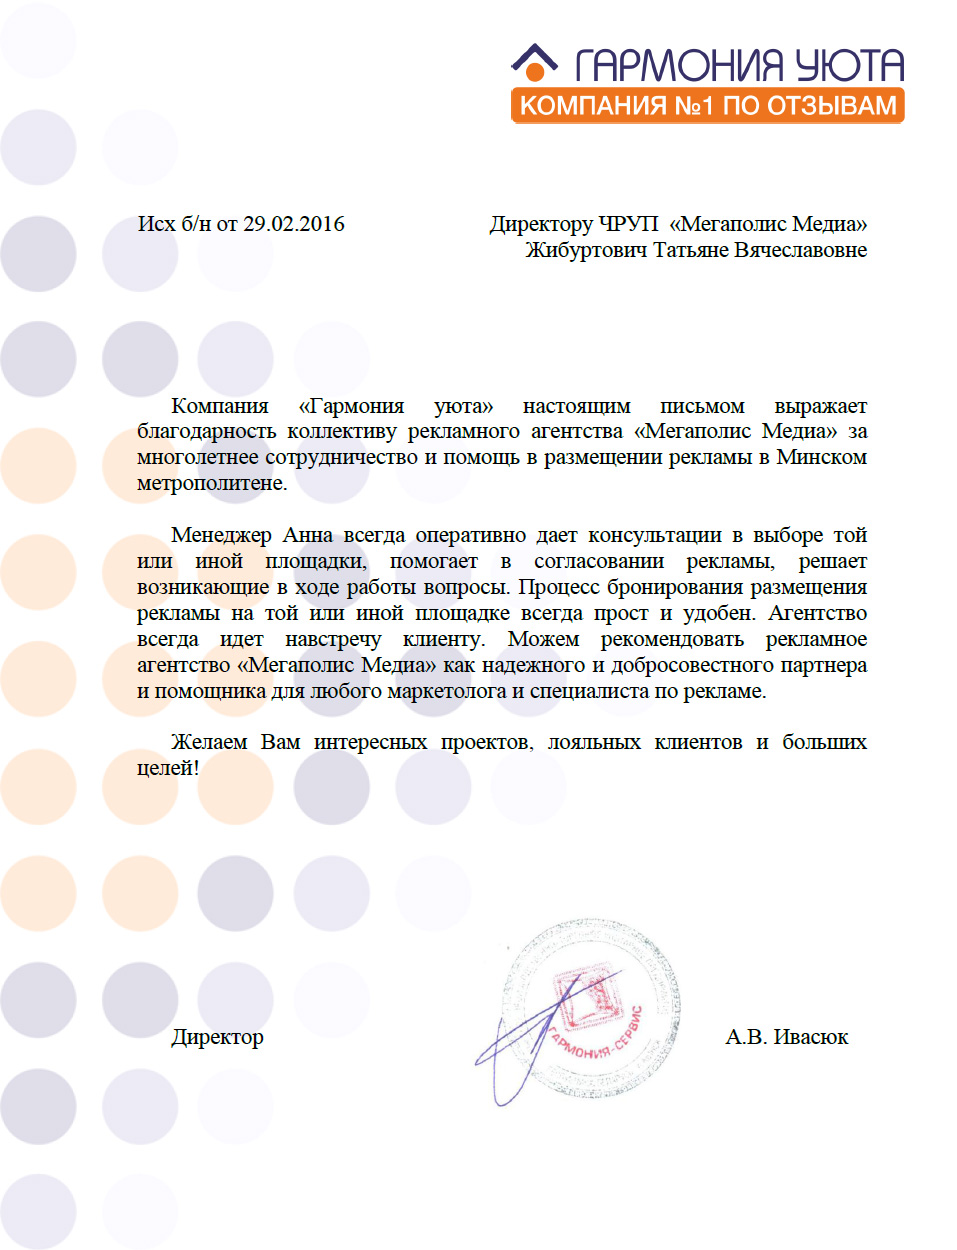 ГАРМОНИЯ УЮТА
КОМПАНИЯ №1 ПО ОТЗЫВАМ
Исх б/н от 29.02.2016
Директору ЧРУП «Мегаполис Медиа»
Жибуртович Татьяне Вячеславовне
Компания «Гармония уюта» настоящим письмом выражает
благодарность коллективу рекламного агентства «Мегаполис Медиа» за
многолетнее сотрудничество и помощь в размещении рекламы в Минском
метрополитене.
Менеджер Анна всегда оперативно дает консультации в выборе той
или иной площадки, помогает в согласовании рекламы, решает
возникающие в ходе работы вопросы. Процесс бронирования размещения
рекламы на той или иной площадке всегда прост и удобен. Агентство
всегда идет навстречу клиенту. Можем рекомендовать рекламное
агентство «Мегаполис Медиа» как надежного и добросовестного партнера
и помощника для любого маркетолога и специалиста по рекламе.
Желаем Вам интересных проектов, лояльных клиентов и больших
целей!
Директор
ГАРМОНИЯ-СЕРВИС
А.В. Ивасюк